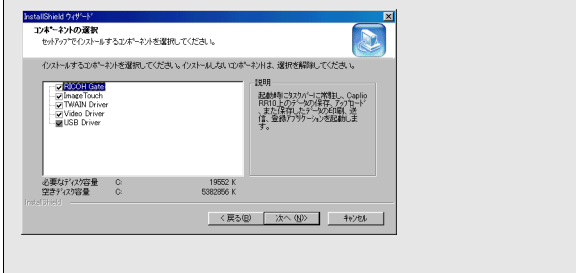 InstallShield ウィザード
コンポーネントの選択
セットアップでインストールするコンポーネントを選択してください。
インストールするコンポーネントを選択してください。インストールしないコンポーネントは、選択を解除してください。
RICOH Gate
ImageTouch
TWAIN Driver
Video Driver
USB Driver
説明
起動時にタスクバーに常駐し、Caplio
RR10上のデータの保存、アップロード
、また保存したデータの印刷、送
信、登録アプリケーションを起動しま
す。
必要なディスク容量 C: 19552 K
空きディスク容量 C: 5382856 K
InstallShield
< 戻る(B) 次へ (N)> キャンセル